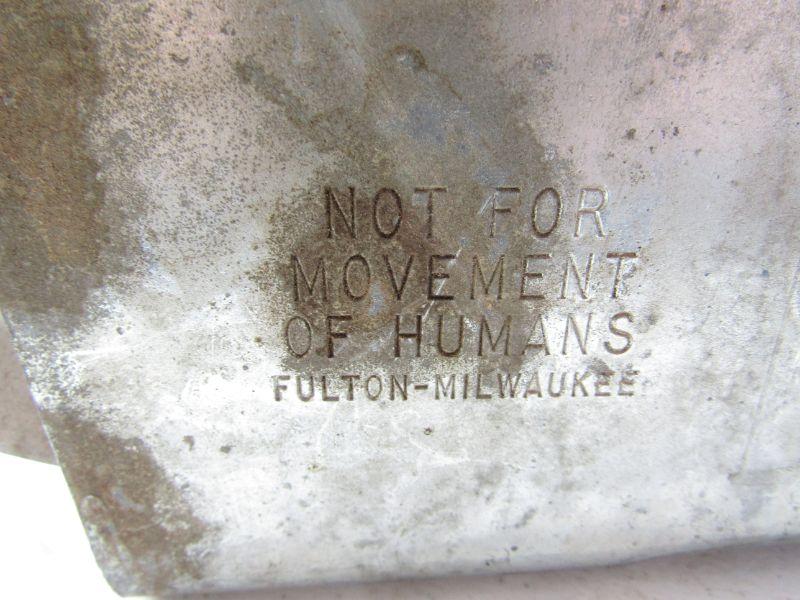 NOT FOR
MOVEMENT
OF HUMANS
FULTON-MILWAUKEE